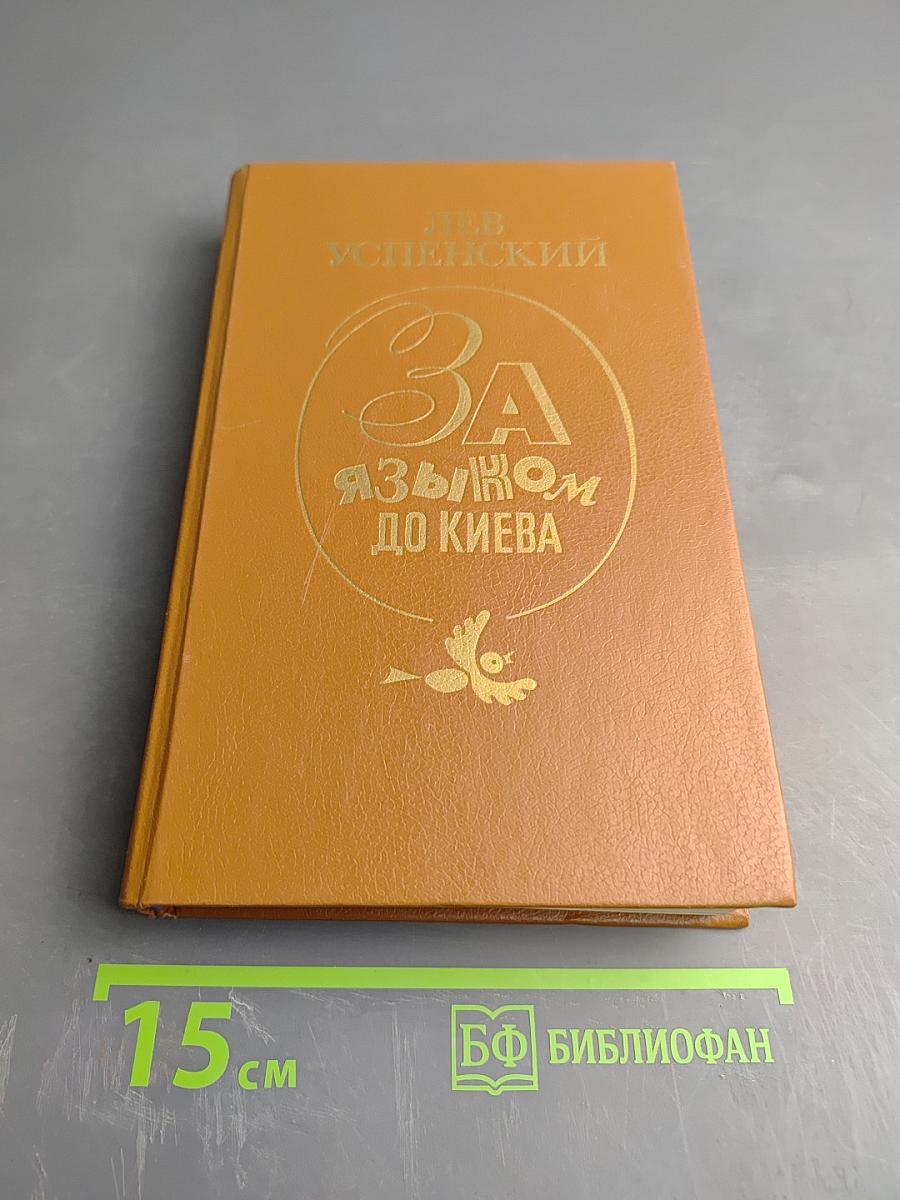 ЛЕВ
УСПЕНСКИЙ
ЗА
ЯЗЫКОМ
ДО КИЕВА
15 см
БФ БИБЛИОФАН